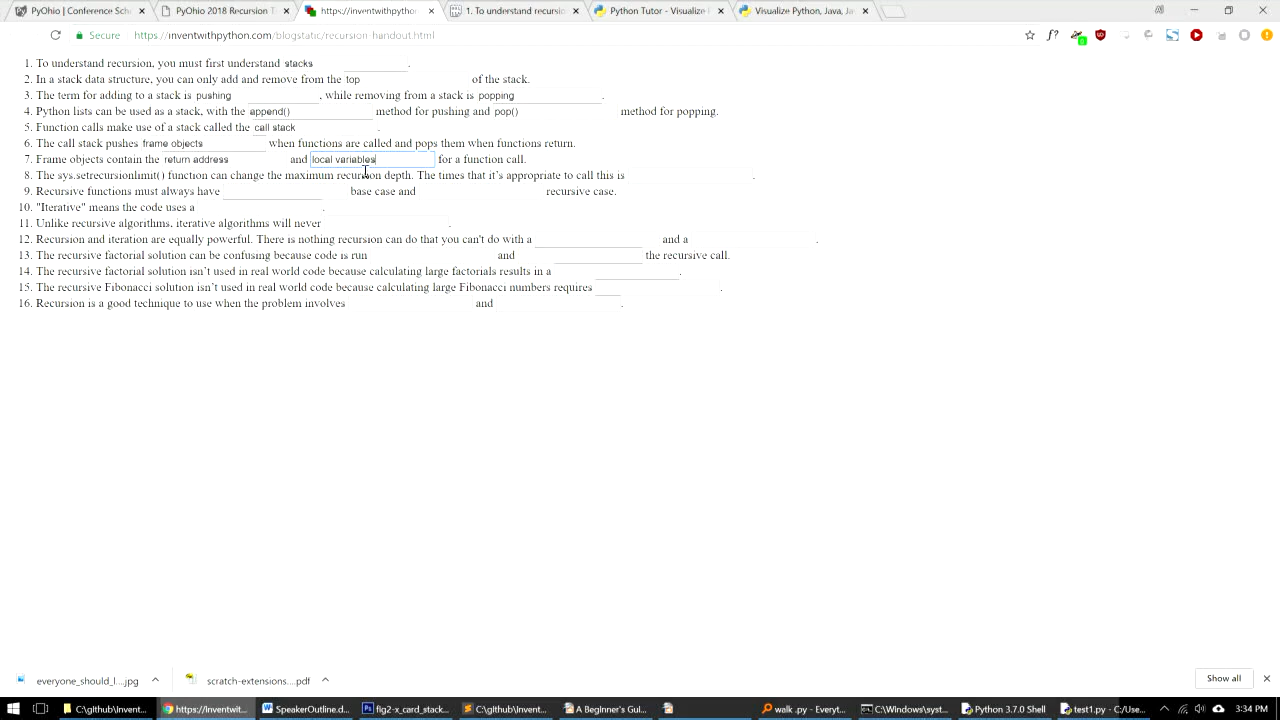 PyOhio | Conference Sch
PyOhio 2018 Recursion T
https://inventwithpython
1. To understand recursi
Python Tutor - Visualize
Visualize Python, Java, Ja
Secure
https://inventwithpython.com/blogstatic/recursion-handout.html
1. To understand recursion, you must first understand stacks .
2. In a stack data structure, you can only add and remove from the top of the stack.
3. The term for adding to a stack is pushing , while removing from a stack is popping .
4. Python lists can be used as a stack, with the append() method for pushing and pop() method for popping.
5. Function calls make use of a stack called the call stack .
6. The call stack pushes frame objects when functions are called and pops them when functions return.
7. Frame objects contain the return address and local variables for a function call.
8. The sys.setrecursionlimit() function can change the maximum recursion depth. The times that it's appropriate to call this is .
9. Recursive functions must always have base case and recursive case.
10. "Iterative" means the code uses a .
11. Unlike recursive algorithms, iterative algorithms will never .
12. Recursion and iteration are equally powerful. There is nothing recursion can do that you can't do with a and a .
13. The recursive factorial solution can be confusing because code is run and the recursive call.
14. The recursive factorial solution isn't used in real world code because calculating large factorials results in a .
15. The recursive Fibonacci solution isn't used in real world code because calculating large Fibonacci numbers requires .
16. Recursion is a good technique to use when the problem involves and .
everyone_should_l....jpg
scratch-extensions....pdf
Show all
C:\github\Invent...
https://Inventwit...
SpeakerOutline.d...
fig2-x_card_stack...
C:\github\Invent...
A Beginner's Gui...
walk .py - Everyt...
C:\Windows\syst...
Python 3.7.0 Shell
test1.py - C:/Use...
3:34 PM